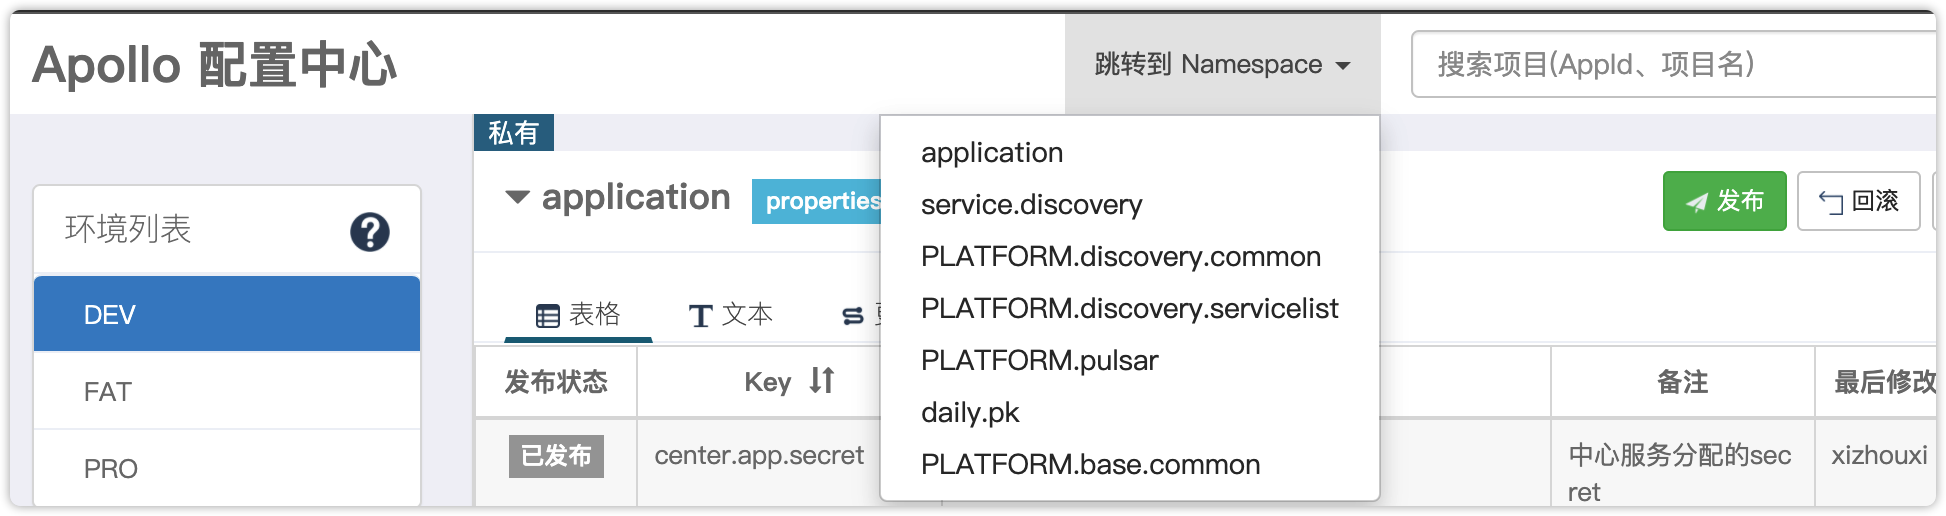 Apollo 配置中心
跳转到 Namespace
搜索项目(AppId、项目名)
私有
application
properties
application
service.discovery
PLATFORM.discovery.common
PLATFORM.discovery.servicelist
PLATFORM.pulsar
daily.pk
PLATFORM.base.common
发布
回滚
环境列表
DEV
FAT
PRO
表格
文本
发布状态
Key
备注
最后修改
已发布
center.app.secret
中心服务分配的sec
ret
xizhouxi